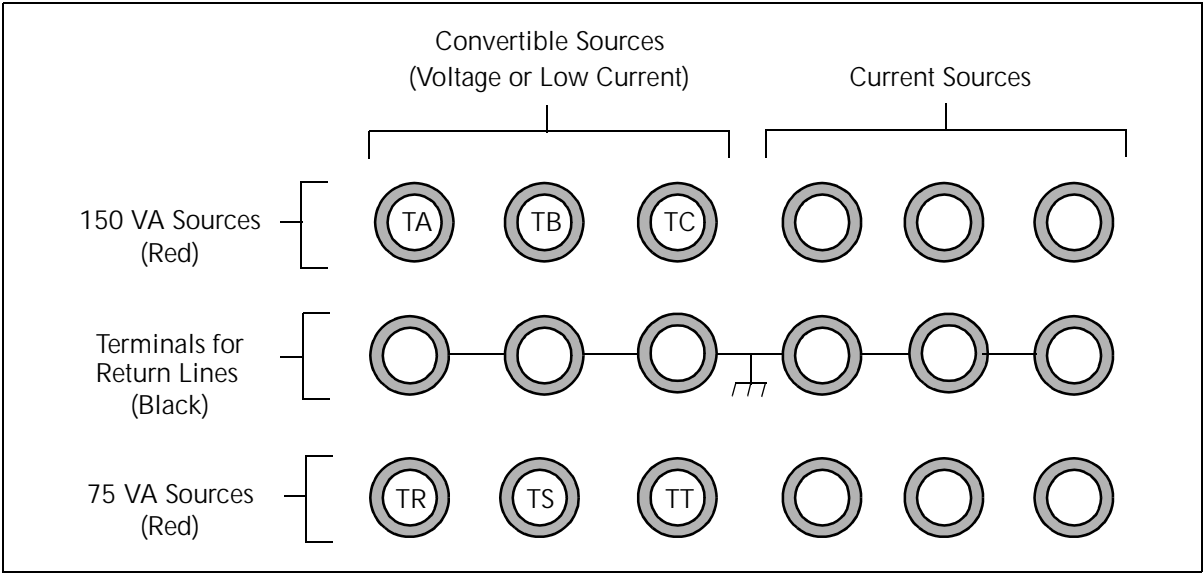 Convertible Sources
(Voltage or Low Current)
Current Sources
150 VA Sources
(Red)
TA TB TC
Terminals for
Return Lines
(Black)
75 VA Sources
(Red)
TR TS TT